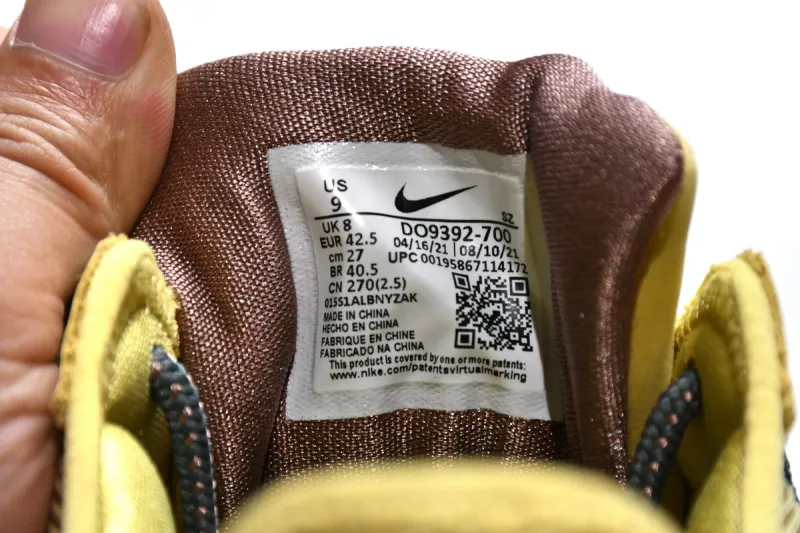 US
9
SZ
UK 8
DO9392-700
EUR 42.5
04/16/21 | 08/10/21
cm 27
UPC 00195867114172
BR 40.5
CN 270(2.5)
01551ALBNYZAK
MADE IN CHINA
HECHO EN CHINA
FABRIQUE EN CHINE
FABRICADO NA CHINA
This product is covered by one or more patents:
www.nike.com/patentsvirtualmarking